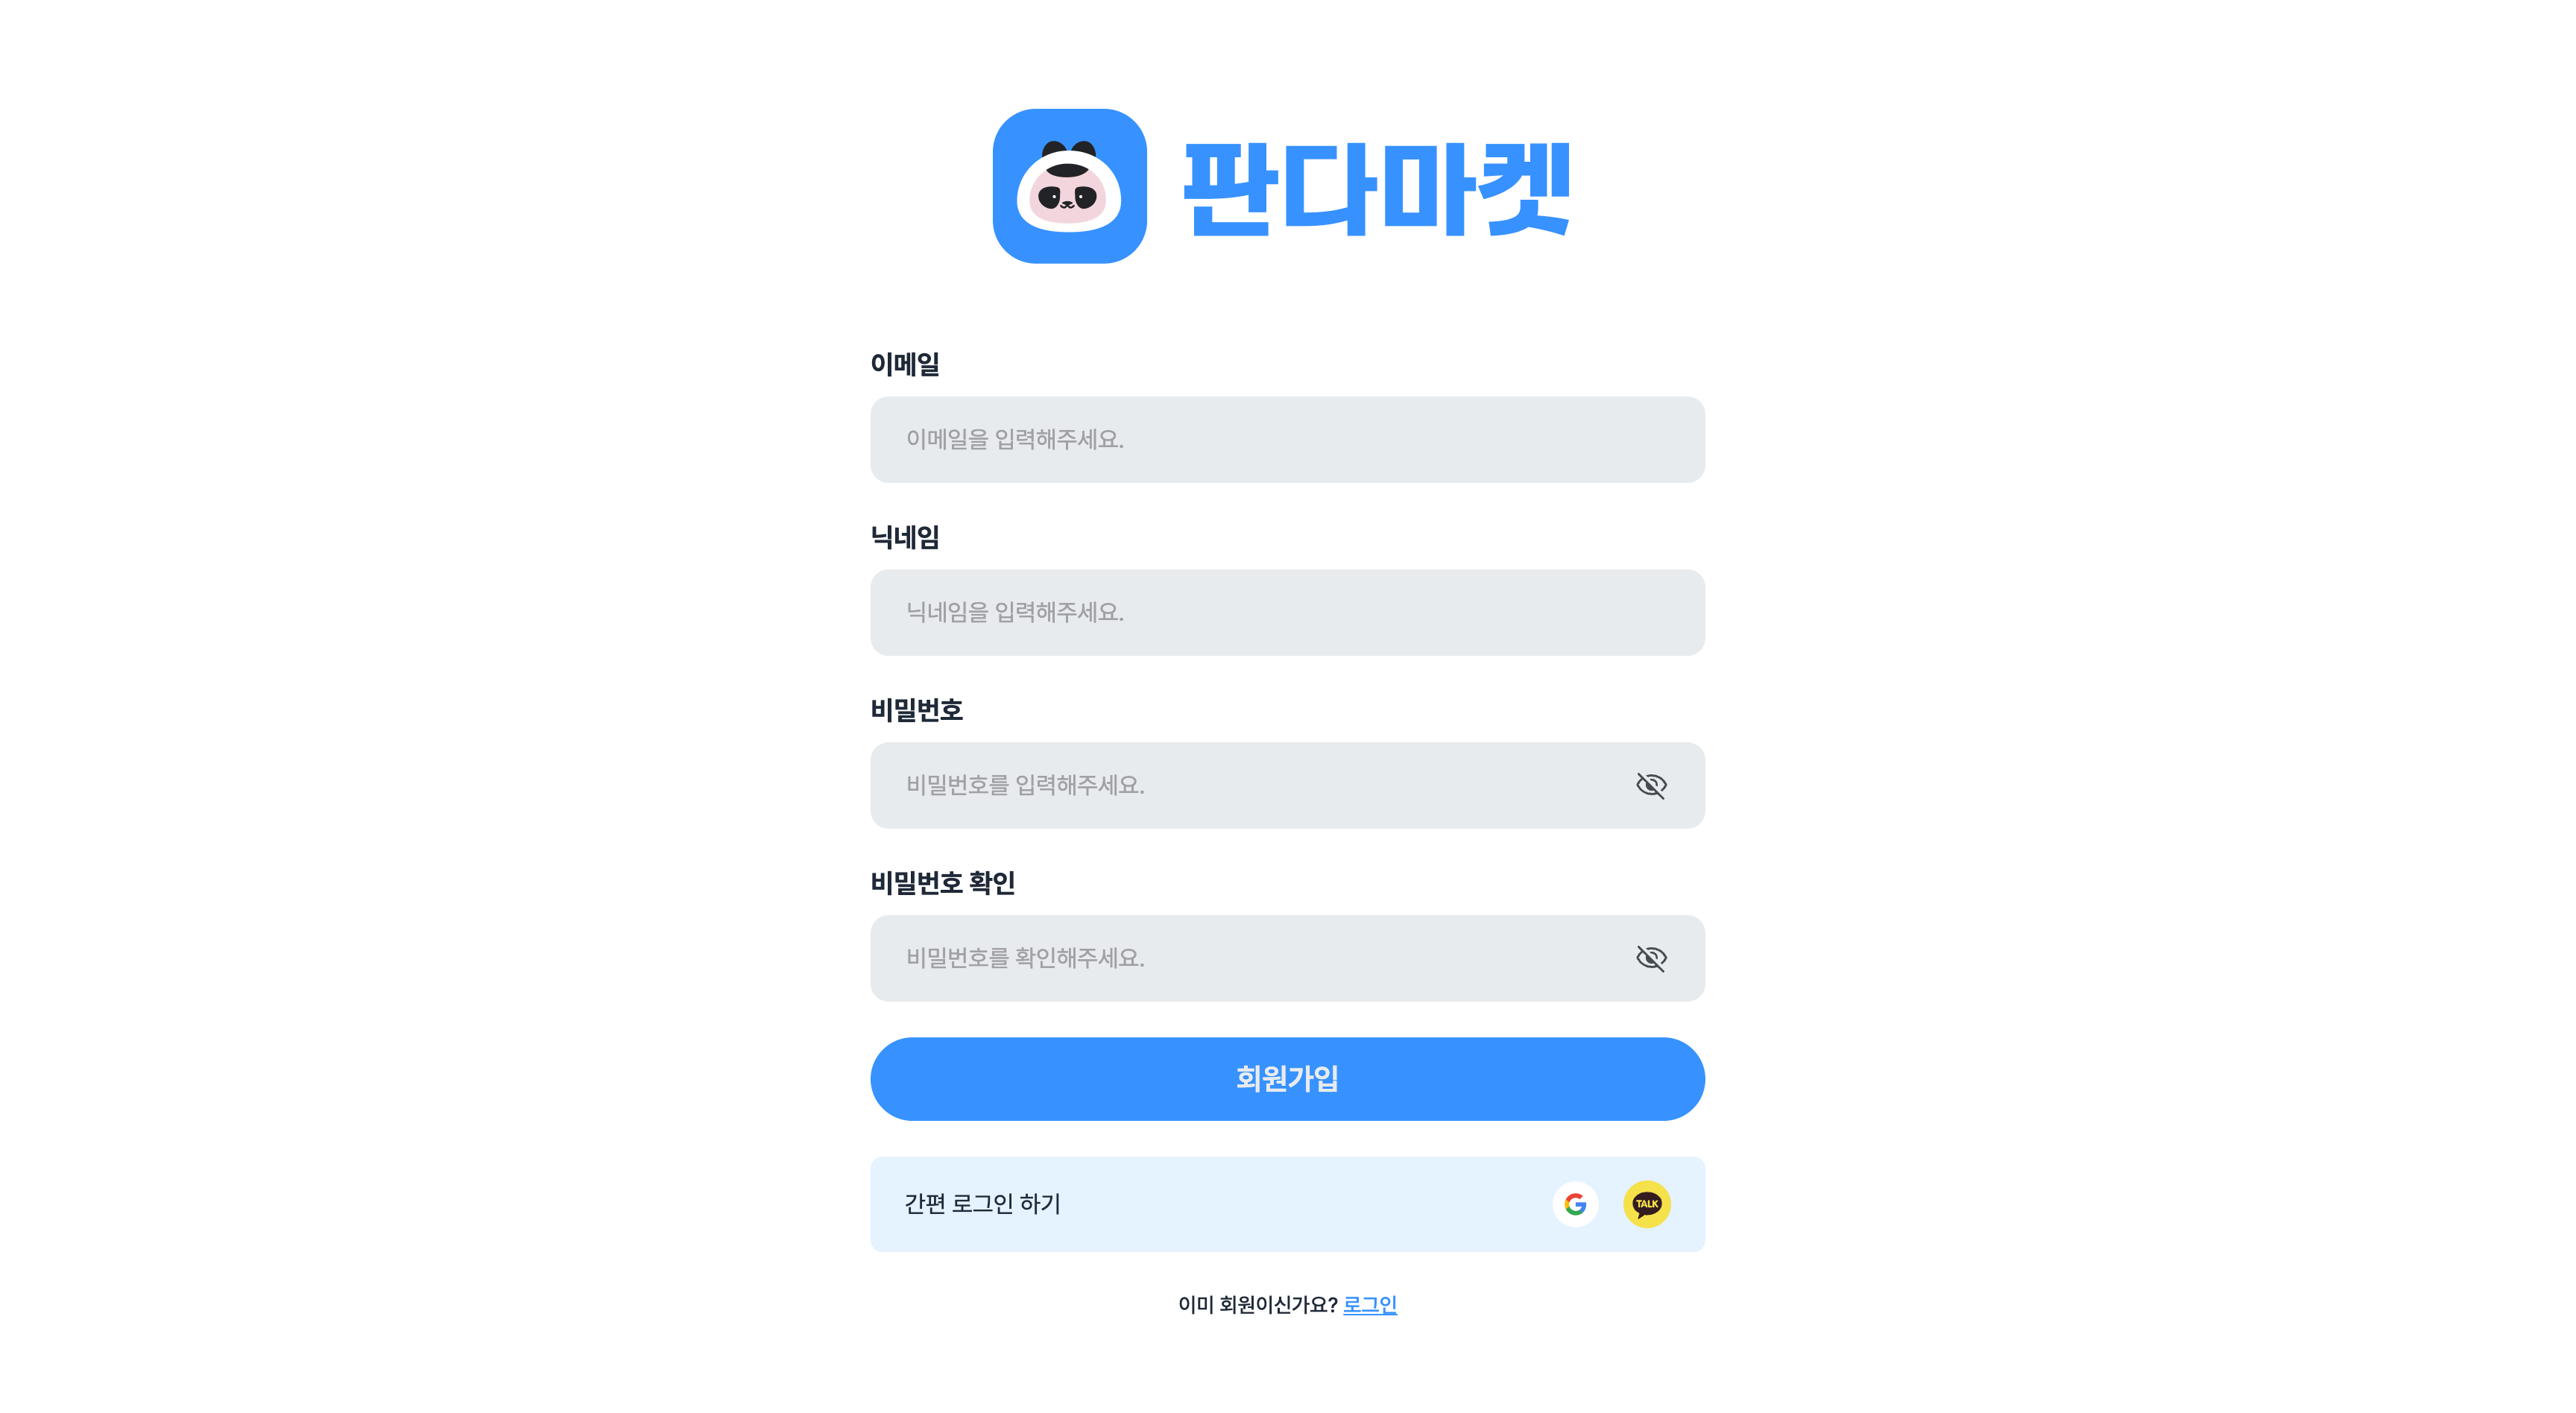 판다마켓
이메일
이메일을 입력해주세요.
닉네임
닉네임을 입력해주세요.
비밀번호
비밀번호를 입력해주세요.
비밀번호 확인
비밀번호를 확인해주세요.
회원가입
간편 로그인 하기
TALK
이미 회원이신가요? 로그인